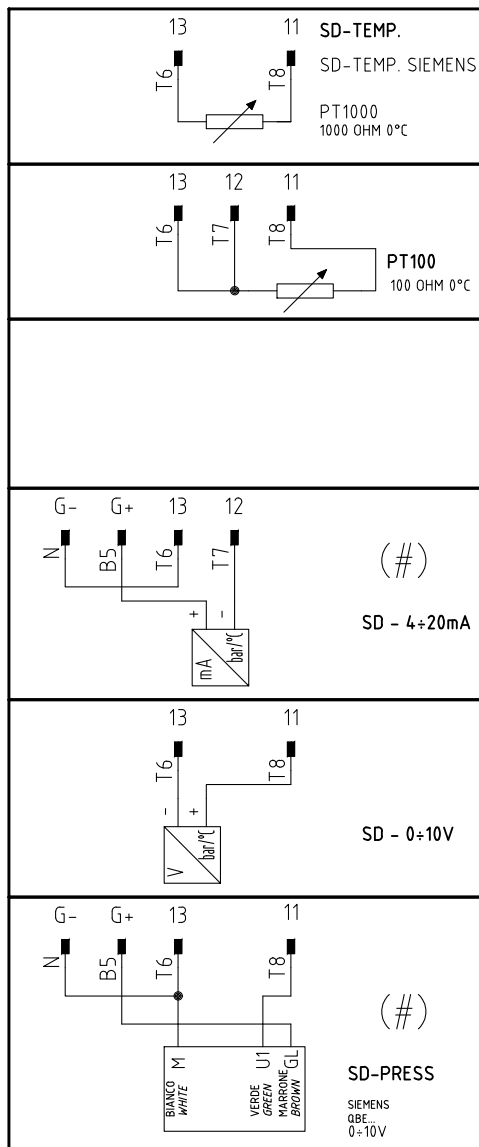 13 11 SD-TEMP.
T6 T8 SD-TEMP. SIEMENS
PT1000
1000 OHM 0°C
13 12 11
T6 T7 T8
PT100
100 OHM 0°C
G- G+ 13 12
N B5 T6 T7
(#)
+ -
mA bar/°C
SD - 4÷20mA
13 11
T6 T8
- +
V bar/°C
SD - 0÷10V
G- G+ 13 11
N B5 T6 T8
(#)
M U1 GL
BIANCO
WHITE
VERDE
GREEN
MARRONE
BROWN
SD-PRESS
SIEMENS
QBE...
0÷10V